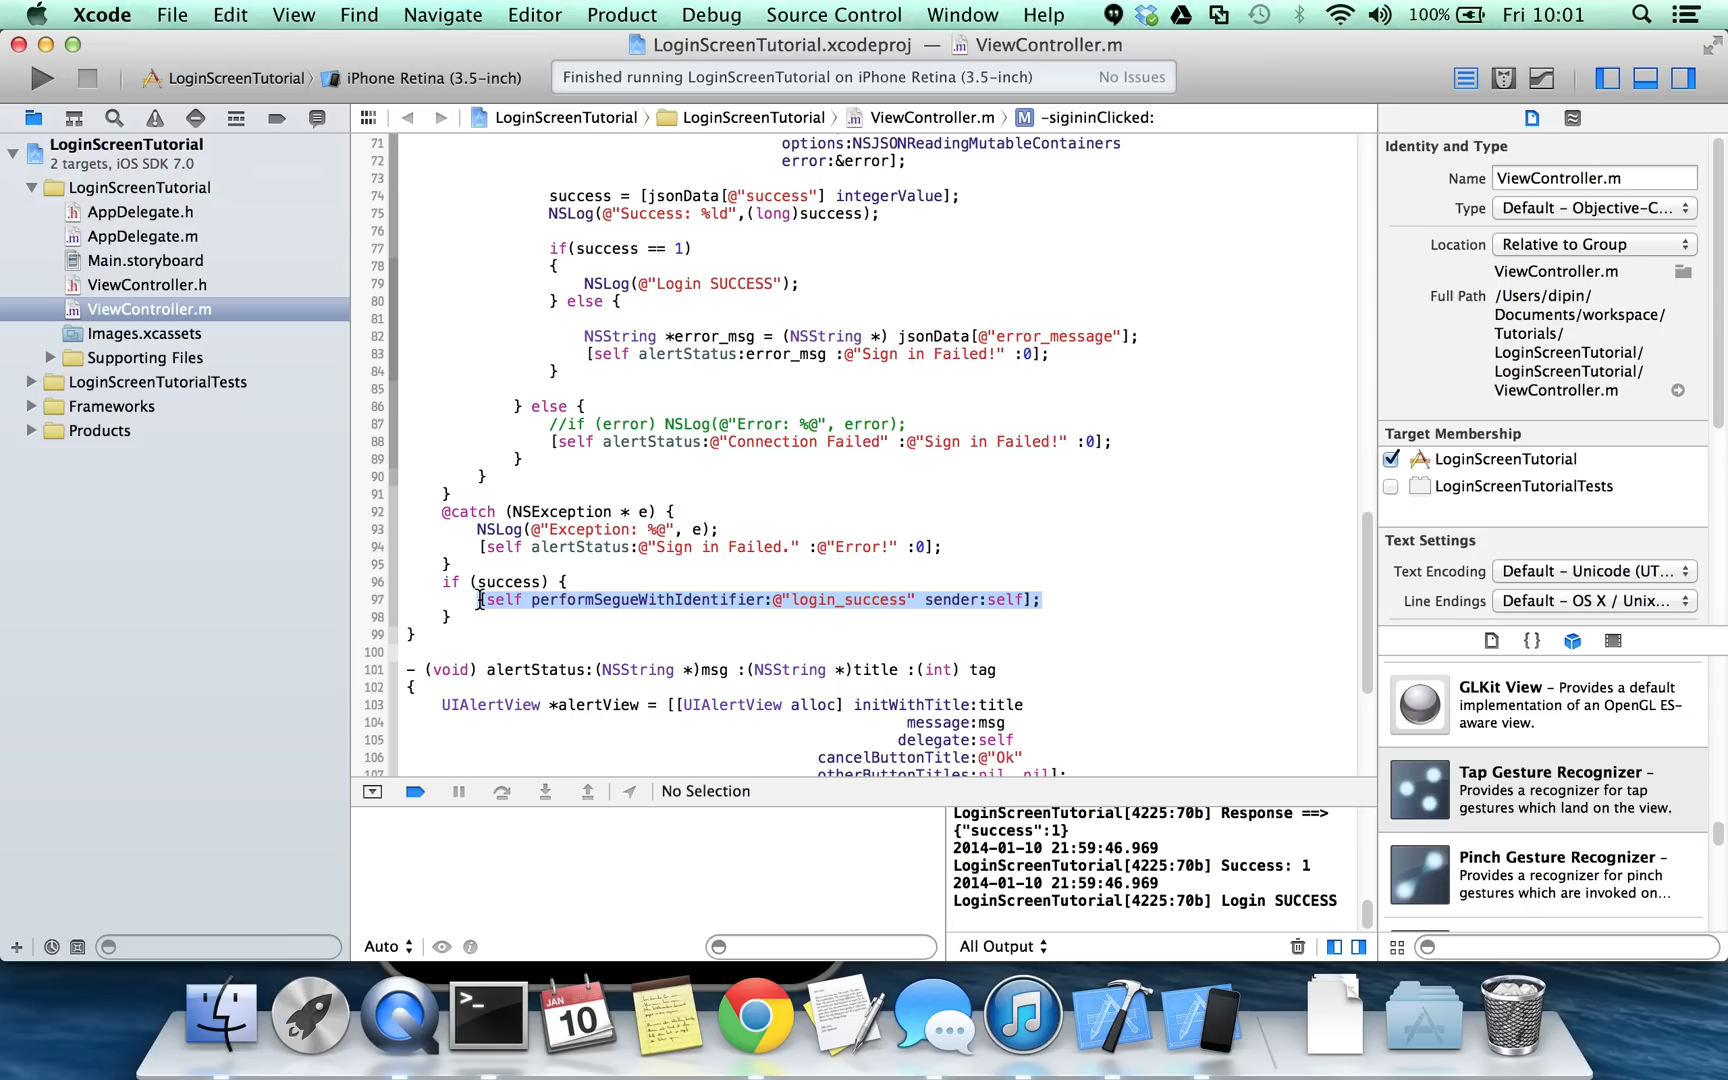 Xcode File Edit View Find Navigate Editor Product Debug Source Control Window Help 100% Fri 10:01
LoginScreenTutorial.xcodeproj — ViewController.m
LoginScreenTutorial iPhone Retina (3.5-inch)
Finished running LoginScreenTutorial on iPhone Retina (3.5-inch) No Issues
LoginScreenTutorial
2 targets, iOS SDK 7.0
LoginScreenTutorial
AppDelegate.h
AppDelegate.m
Main.storyboard
ViewController.h
ViewController.m
Images.xcassets
Supporting Files
LoginScreenTutorialTests
Frameworks
Products
LoginScreenTutorial LoginScreenTutorial ViewController.m M -sigininClicked:
71 options:NSJSONReadingMutableContainers
72 error:&error];
73
74 success = [jsonData[@"success"] integerValue];
75 NSLog(@"Success: %ld",(long)success);
76
77 if(success == 1)
78 {
79 NSLog(@"Login SUCCESS");
80 } else {
81
82 NSString *error_msg = (NSString *) jsonData[@"error_message"];
83 [self alertStatus:error_msg :@"Sign in Failed!" :0];
84 }
85
86 } else {
87 //if (error) NSLog(@"Error: %@", error);
88 [self alertStatus:@"Connection Failed" :@"Sign in Failed!" :0];
89 }
90 }
91 }
92 @catch (NSException * e) {
93 NSLog(@"Exception: %@", e);
94 [self alertStatus:@"Sign in Failed." :@"Error!" :0];
95 }
96 if (success) {
97 [self performSegueWithIdentifier:@"login_success" sender:self];
98 }
99 }
100
101 - (void) alertStatus:(NSString *)msg :(NSString *)title :(int) tag
102 {
103 UIAlertView *alertView = [[UIAlertView alloc] initWithTitle:title
104 message:msg
105 delegate:self
106 cancelButtonTitle:@"Ok"
107 otherButtonTitles:nil, nil];
No Selection
LoginScreenTutorial[4225:70b] Response ==>
{"success":1}
2014-01-10 21:59:46.969
LoginScreenTutorial[4225:70b] Success: 1
2014-01-10 21:59:46.969
LoginScreenTutorial[4225:70b] Login SUCCESS
Auto
All Output
Identity and Type
Name ViewController.m
Type Default - Objective-C...
Location Relative to Group
ViewController.m
Full Path /Users/dipin/
Documents/workspace/
Tutorials/
LoginScreenTutorial/
LoginScreenTutorial/
ViewController.m
Target Membership
LoginScreenTutorial
LoginScreenTutorialTests
Text Settings
Text Encoding Default - Unicode (UT...
Line Endings Default - OS X / Unix...
{ }
GLKit View - Provides a default
implementation of an OpenGL ES-
aware view.
Tap Gesture Recognizer -
Provides a recognizer for tap
gestures which land on the view.
Pinch Gesture Recognizer -
Provides a recognizer for pinch
gestures which are invoked on...
>_
JAN
10